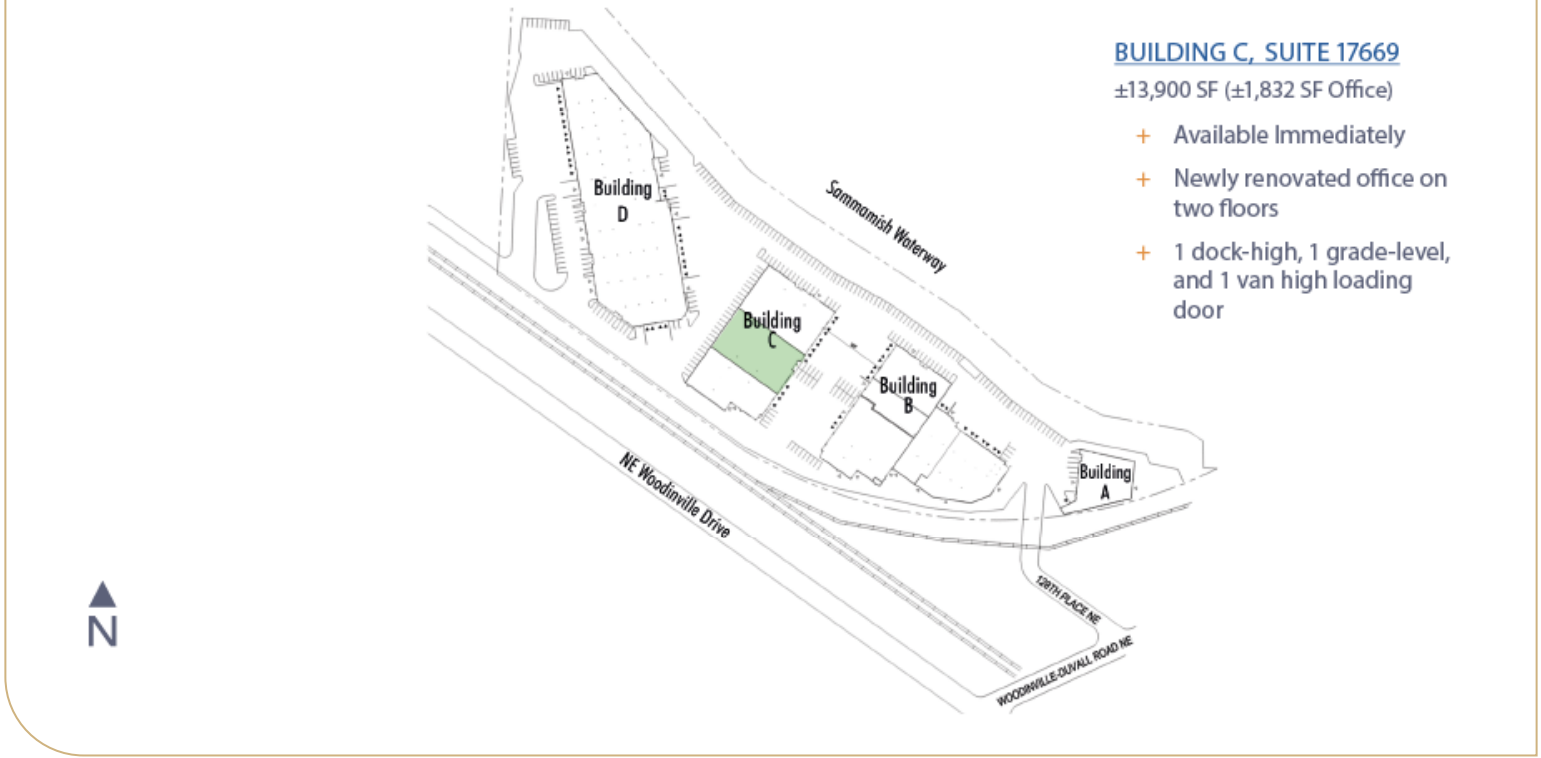 BUILDING C, SUITE 17669
±13,900 SF (±1,832 SF Office)
+ Available Immediately
+ Newly renovated office on
two floors
+ 1 dock-high, 1 grade-level,
and 1 van high loading
door
Building
D
Sammamish Waterway
Building
C
Building
B
Building
A
NE Woodinville Drive
128TH PLACE NE
WOODINVILLE-DUVALL ROAD NE
N